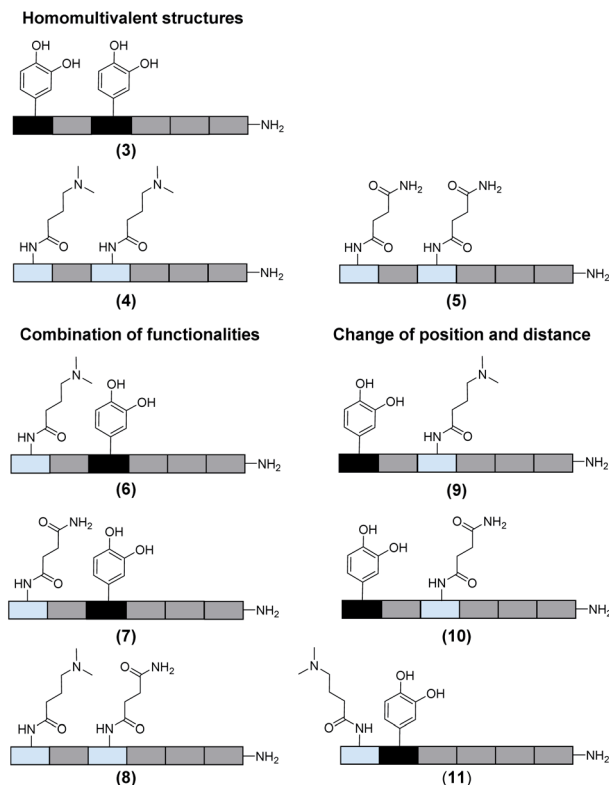 Homomultivalent structures
OH
OH
OH
OH
NH2
(3)
N
N
HN
O
HN
O
NH2
(4)
O
NH2
O
NH2
HN
O
HN
O
NH2
(5)
Combination of functionalities
N
OH
OH
HN
O
NH2
(6)
O
NH2
OH
OH
HN
O
NH2
(7)
N
O
NH2
HN
O
HN
O
NH2
(8)
Change of position and distance
OH
OH
N
HN
O
NH2
(9)
OH
OH
O
NH2
HN
O
NH2
(10)
N
OH
OH
O
NH
NH2
(11)